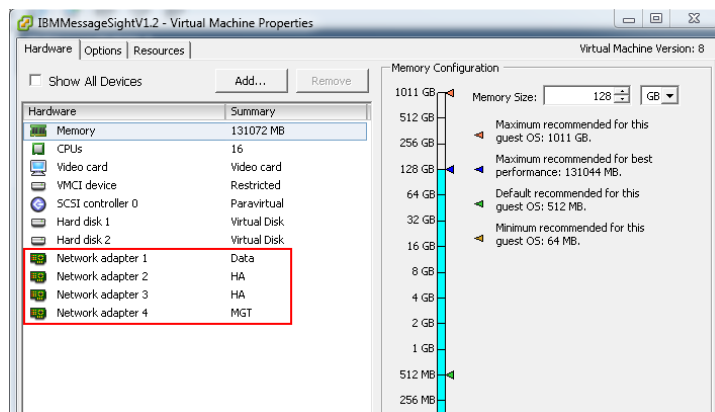 IBMMessageSightV1.2 - Virtual Machine Properties
Hardware Options Resources
Virtual Machine Version: 8
Show All Devices
Add...
Remove
Hardware Summary
Memory 131072 MB
CPUs 16
Video card Video card
VMCI device Restricted
SCSI controller 0 Paravirtual
Hard disk 1 Virtual Disk
Hard disk 2 Virtual Disk
Network adapter 1 Data
Network adapter 2 HA
Network adapter 3 HA
Network adapter 4 MGT
Memory Configuration
1011 GB
512 GB
256 GB
128 GB
64 GB
32 GB
16 GB
8 GB
4 GB
2 GB
1 GB
512 MB
256 MB
Memory Size: 128 GB
Maximum recommended for this
guest OS: 1011 GB.
Maximum recommended for best
performance: 131044 MB.
Default recommended for this
guest OS: 512 MB.
Minimum recommended for this
guest OS: 64 MB.